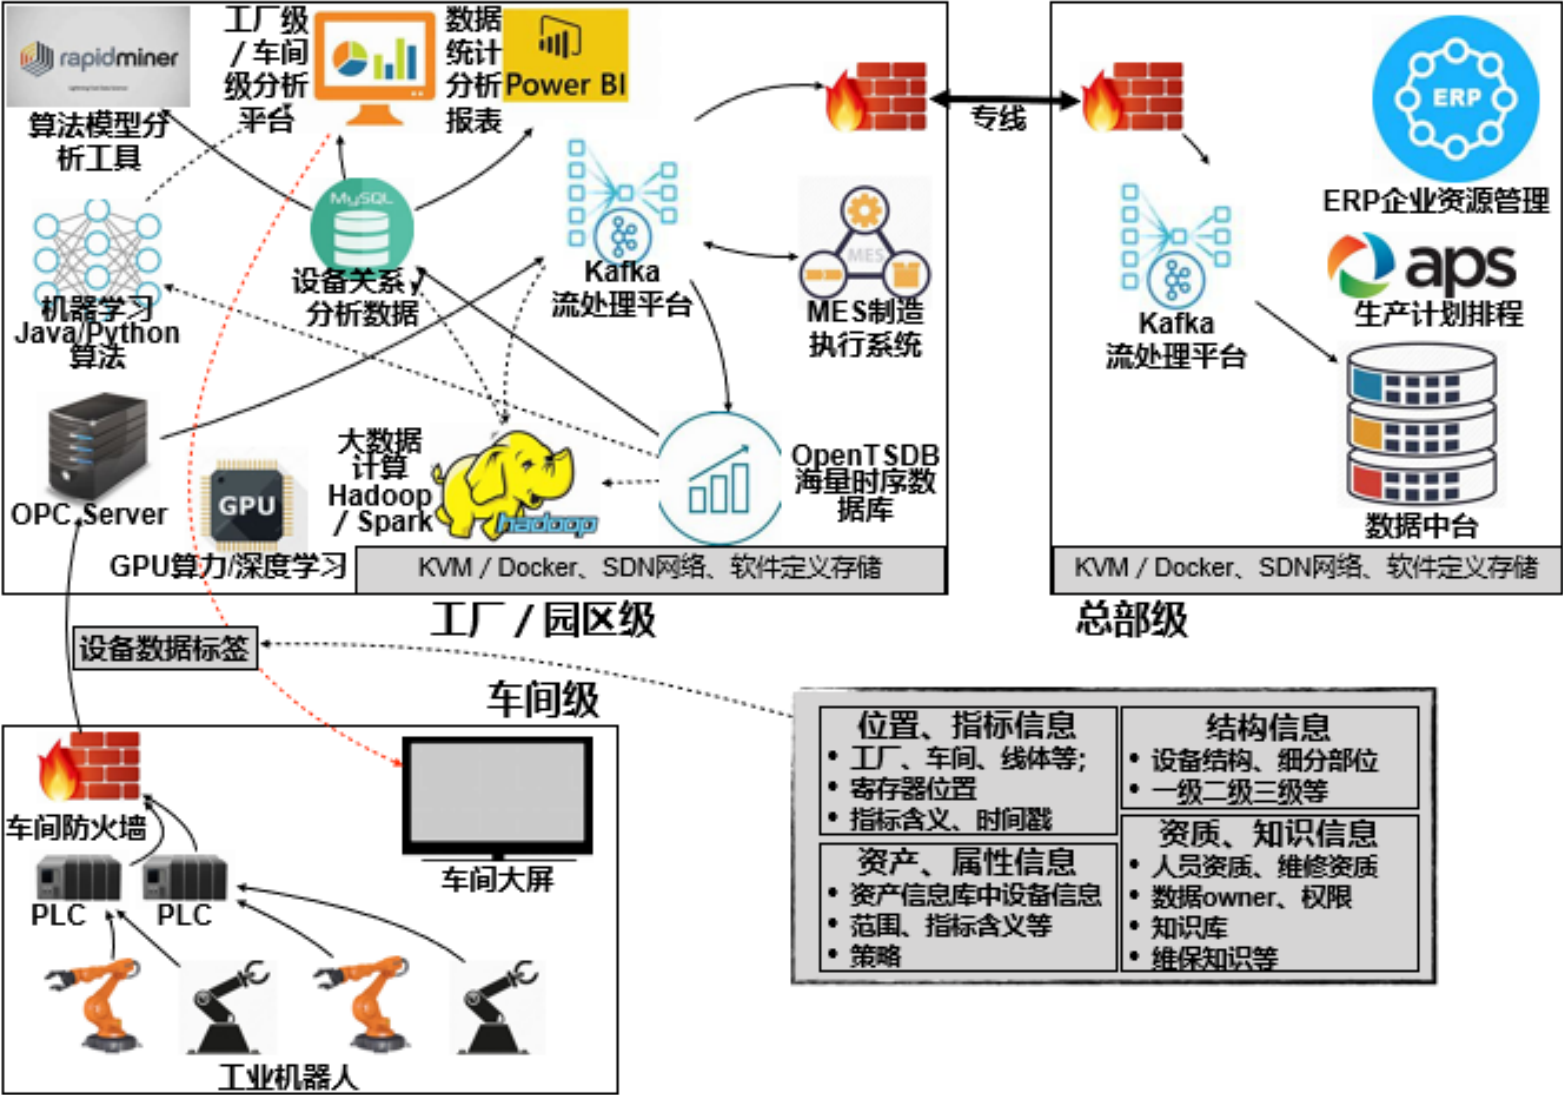 rapidminer
算法模型分
析工具
工厂级
/ 车间
级分析
平台
数据
统计
分析
报表
Power BI
专线
ERP
ERP企业资源管理
MySQL
设备关系、
分析数据
Kafka
流处理平台
MES
MES制造
执行系统
机器学习
Java/Python
算法
Kafka
流处理平台
aps
生产计划排程
OPC Server
GPU
GPU算力/深度学习
大数据
计算
Hadoop
/ Spark
hadoop
OpenTSDB
海量时序数
据库
数据中台
KVM / Docker、SDN网络、软件定义存储
KVM / Docker、SDN网络、软件定义存储
工厂 / 园区级
总部级
设备数据标签
车间级
车间防火墙
PLC
PLC
车间大屏
工业机器人
位置、指标信息
• 工厂、车间、线体等;
• 寄存器位置
• 指标含义、时间戳
结构信息
• 设备结构、细分部位
• 一级二级三级等
资产、属性信息
• 资产信息库中设备信息
• 范围、指标含义等
• 策略
资质、知识信息
• 人员资质、维修资质
• 数据owner、权限
• 知识库
• 维保知识等